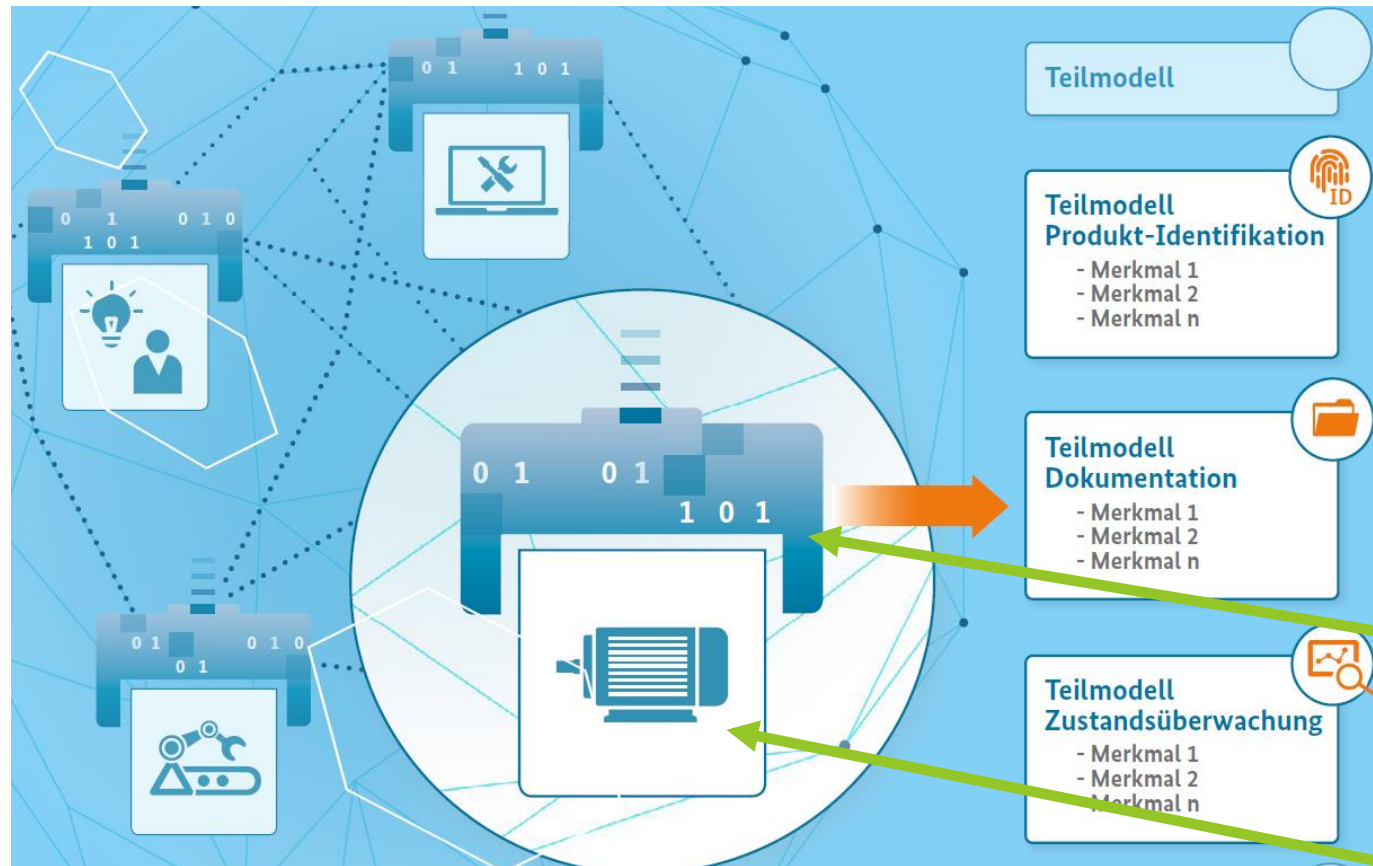 0 1 1 0 1
0 1 0 1 0
1 0 1
0 1 0 1
1 0 1
0 1 0 1 0
0 1
Teilmodell
ID
Teilmodell
Produkt-Identifikation
- Merkmal 1
- Merkmal 2
- Merkmal n
Teilmodell
Dokumentation
- Merkmal 1
- Merkmal 2
- Merkmal n
Teilmodell
Zustandsüberwachung
- Merkmal 1
- Merkmal 2
- Merkmal n